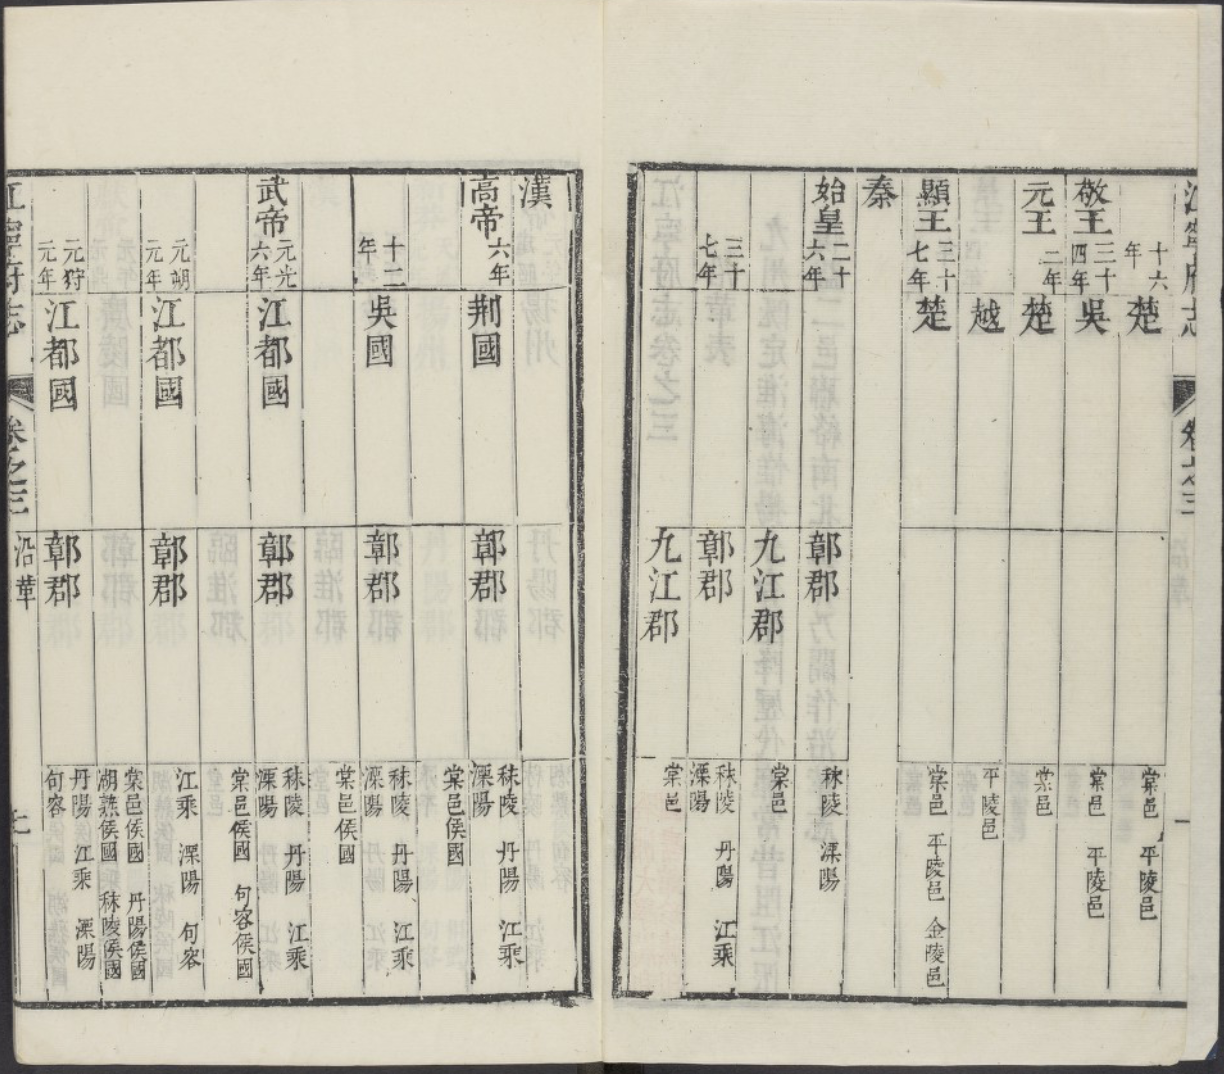 江寧府志 卷之三
十六年 楚 棠邑 平陵邑
敬王 三十四年 吳 棠邑 平陵邑
元王 二年 楚 棠邑
越 平陵邑
顯王 三十七年 楚 棠邑 平陵邑 金陵邑
秦
始皇 二十六年 鄣郡 秣陵 溧陽
九江郡 棠邑
三十七年 鄣郡 秣陵 丹陽 江乘 溧陽
九江郡 棠邑
漢
高帝 六年 荆國 鄣郡 秣陵 丹陽 江乘 溧陽
棠邑侯國
十二年 吳國 鄣郡 秣陵 丹陽 江乘 溧陽
棠邑侯國
武帝 元光六年 江都國 鄣郡 秣陵 丹陽 江乘 溧陽
棠邑侯國 句容侯國
元朔元年 江都國 鄣郡 江乘 溧陽 句容
棠邑侯國 丹陽侯國 胡熟侯國 秣陵侯國
元狩元年 江都國 鄣郡 丹陽 江乘 溧陽 句容
江寧府志 卷之三 沿革